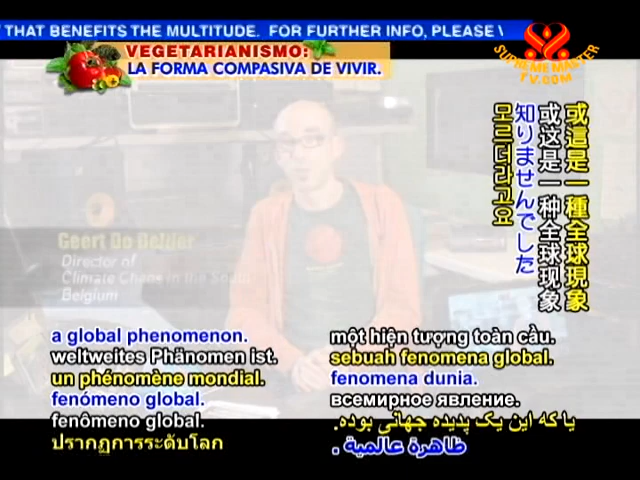 THAT BENEFITS THE MULTITUDE. FOR FURTHER INFO, PLEASE
VEGETARIANISMO:
LA FORMA COMPASIVA DE VIVIR.
SUPREME MASTER
TV.COM
或這是一種全球現象
或这是一种全球现象
知りませんでした
모르더라고요
Director of
Climate Chaos in the South
Belgium
a global phenomenon.
weltweites Phänomen ist.
un phénomène mondial.
fenómeno global.
fenômeno global.
ปรากฏการระดับโลก
một hiện tượng toàn cầu.
sebuah fenomena global.
fenomena dunia.
всемирное явление.
یا که این یک پدیده جهانی بوده.
ظاهرة عالمية .